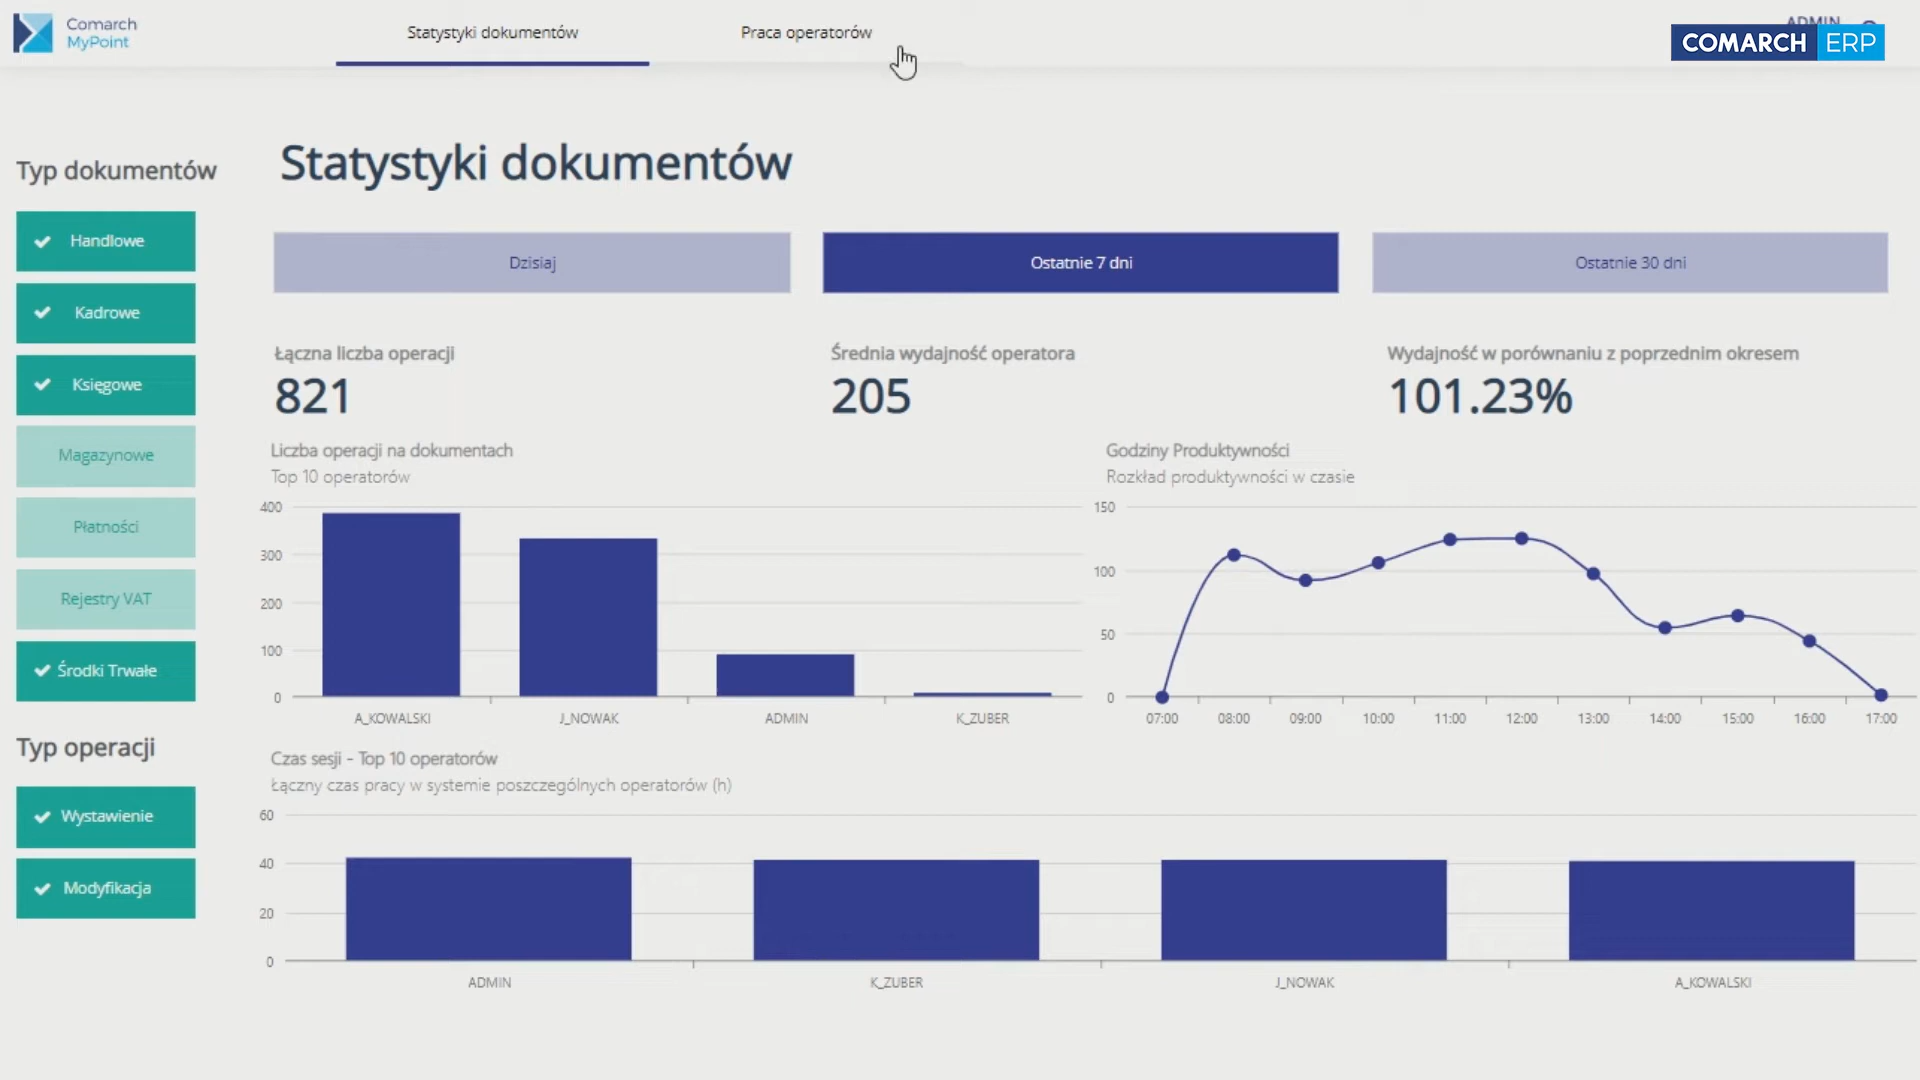 Comarch
MyPoint
Statystyki dokumentów
Praca operatorów
ADMIN
COMARCH ERP
Typ dokumentów
Handlowe
Kadrowe
Księgowe
Magazynowe
Płatności
Rejestry VAT
Środki Trwałe
Typ operacji
Wystawienie
Modyfikacja
Statystyki dokumentów
Dzisiaj
Ostatnie 7 dni
Ostatnie 30 dni
Łączna liczba operacji
821
Średnia wydajność operatora
205
Wydajność w porównaniu z poprzednim okresem
101.23%
Liczba operacji na dokumentach
Top 10 operatorów
400
300
200
100
0
A_KOWALSKI J_NOWAK ADMIN K_ZUBER
Godziny Produktywności
Rozkład produktywności w czasie
150
100
50
0
07:00 08:00 09:00 10:00 11:00 12:00 13:00 14:00 15:00 16:00 17:00
Czas sesji - Top 10 operatorów
Łączny czas pracy w systemie poszczególnych operatorów (h)
60
40
20
0
ADMIN K_ZUBER J_NOWAK A_KOWALSKI